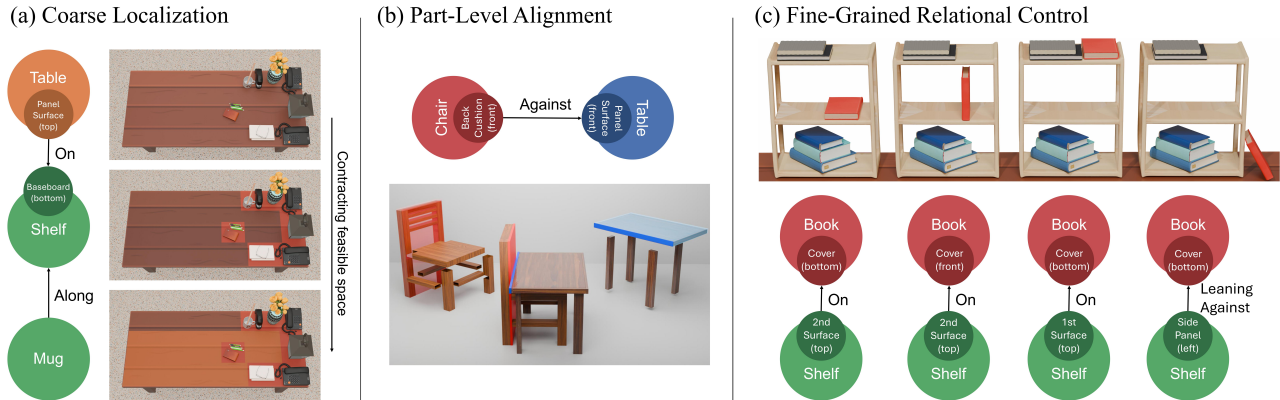 (a) Coarse Localization
Table
Panel
Surface
(top)
On
Baseboard
(bottom)
Shelf
Along
Mug
Contracting feasible space
(b) Part-Level Alignment
Chair
Back
Cushion
(front)
Against
Panel
Surface
(front)
Table
(c) Fine-Grained Relational Control
Book
Cover
(bottom)
On
2nd
Surface
(top)
Shelf
Book
Cover
(front)
On
2nd
Surface
(top)
Shelf
Book
Cover
(bottom)
On
1st
Surface
(top)
Shelf
Book
Cover
(bottom)
Leaning
Against
Side
Panel
(left)
Shelf